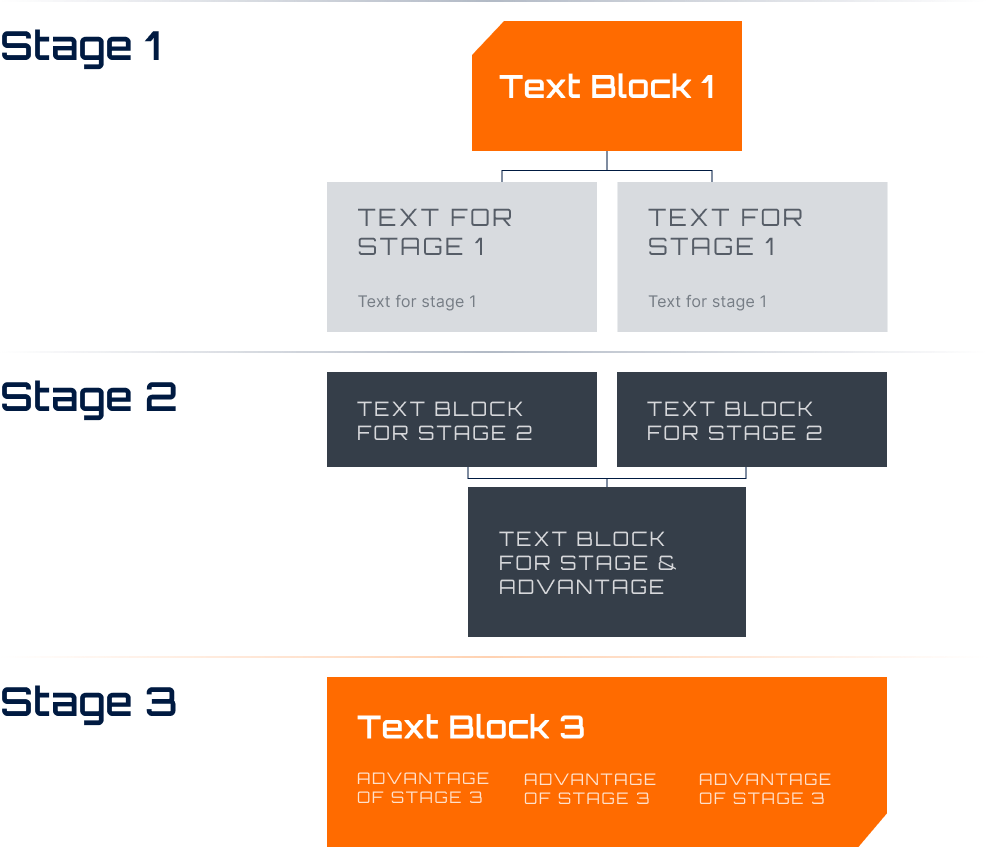 Stage 1
Text Block 1
TEXT FOR
STAGE 1
Text for stage 1
TEXT FOR
STAGE 1
Text for stage 1
Stage 2
TEXT BLOCK
FOR STAGE 2
TEXT BLOCK
FOR STAGE 2
TEXT BLOCK
FOR STAGE &
ADVANTAGE
Stage 3
Text Block 3
ADVANTAGE
OF STAGE 3
ADVANTAGE
OF STAGE 3
ADVANTAGE
OF STAGE 3